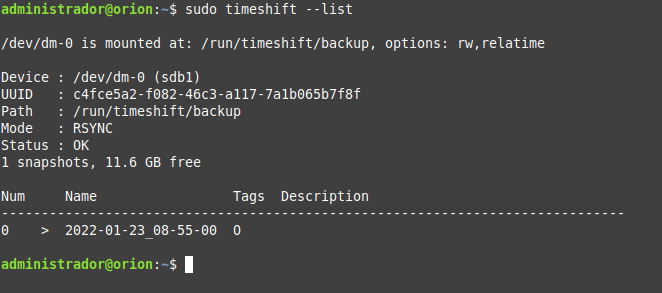 administrador@orion:~$ sudo timeshift --list
/dev/dm-0 is mounted at: /run/timeshift/backup, options: rw,relatime
Device : /dev/dm-0 (sdb1)
UUID   : c4fce5a2-f082-46c3-a117-7a1b065b7f8f
Path   : /run/timeshift/backup
Mode   : RSYNC
Status : OK
1 snapshots, 11.6 GB free
Num     Name                 Tags  Description
------------------------------------------------------------------------------
0    >  2022-01-23_08-55-00  O
administrador@orion:~$